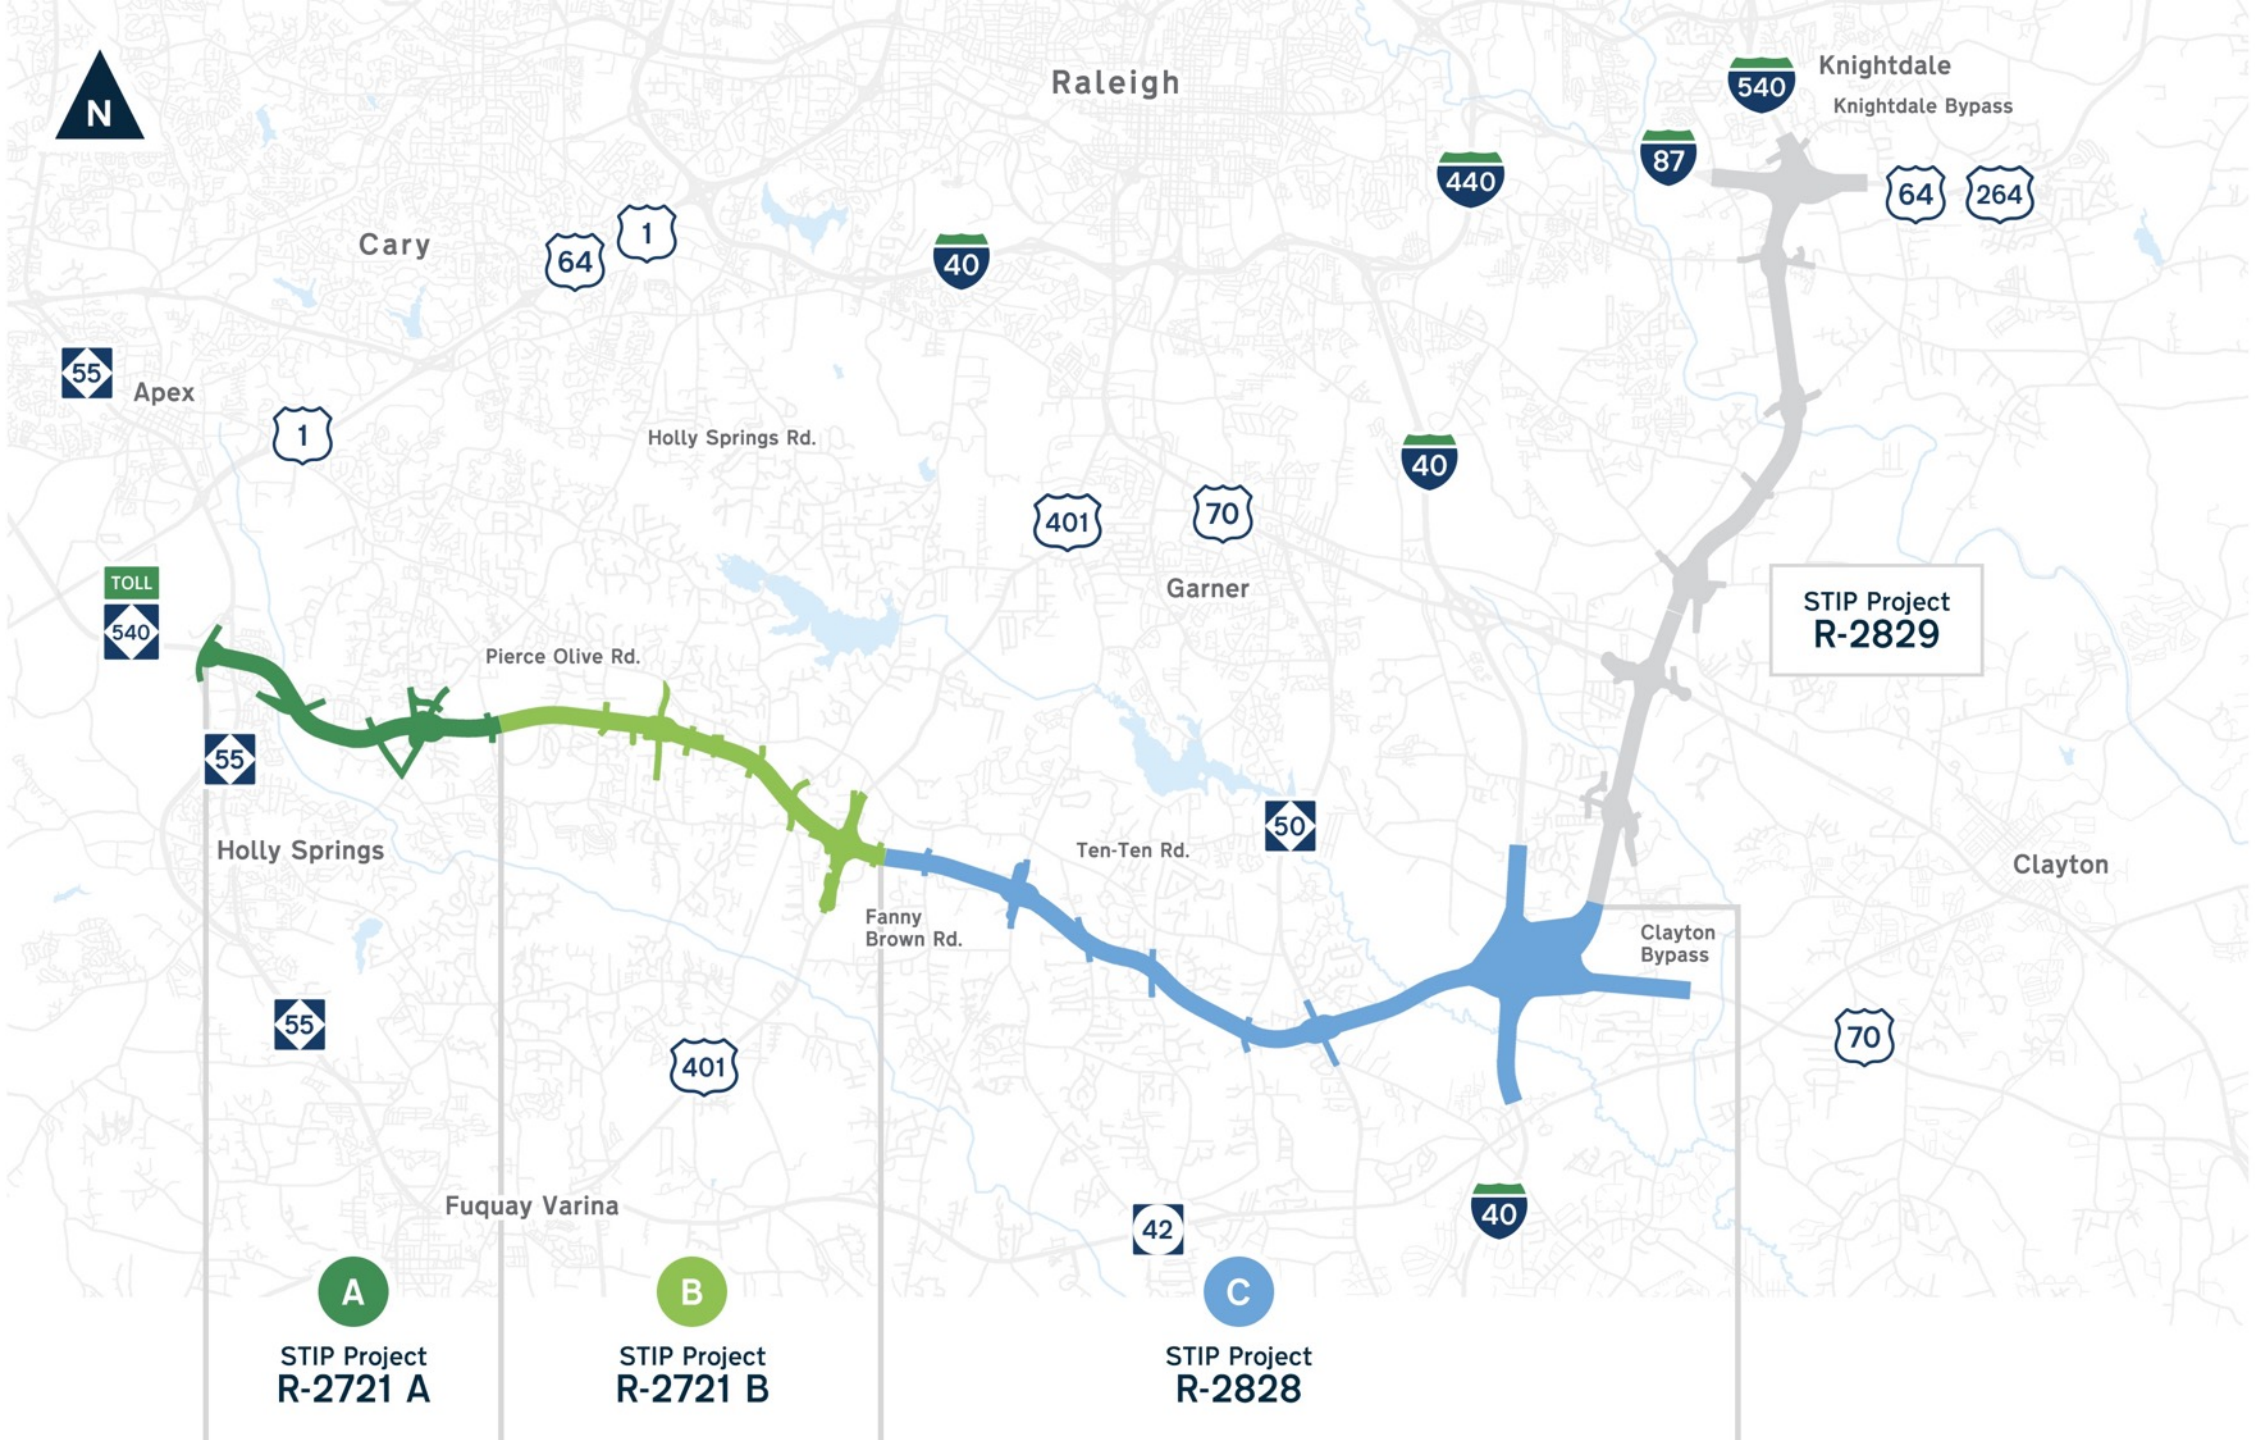 N
Raleigh
540
Knightdale
Knightdale Bypass
87
440
64
264
Cary
64
1
40
55
Apex
1
Holly Springs Rd.
40
401
70
Garner
TOLL
540
STIP Project
R-2829
Pierce Olive Rd.
55
Holly Springs
50
Ten-Ten Rd.
Clayton
Fanny
Brown Rd.
Clayton
Bypass
55
401
70
Fuquay Varina
42
40
A
STIP Project
R-2721 A
B
STIP Project
R-2721 B
C
STIP Project
R-2828